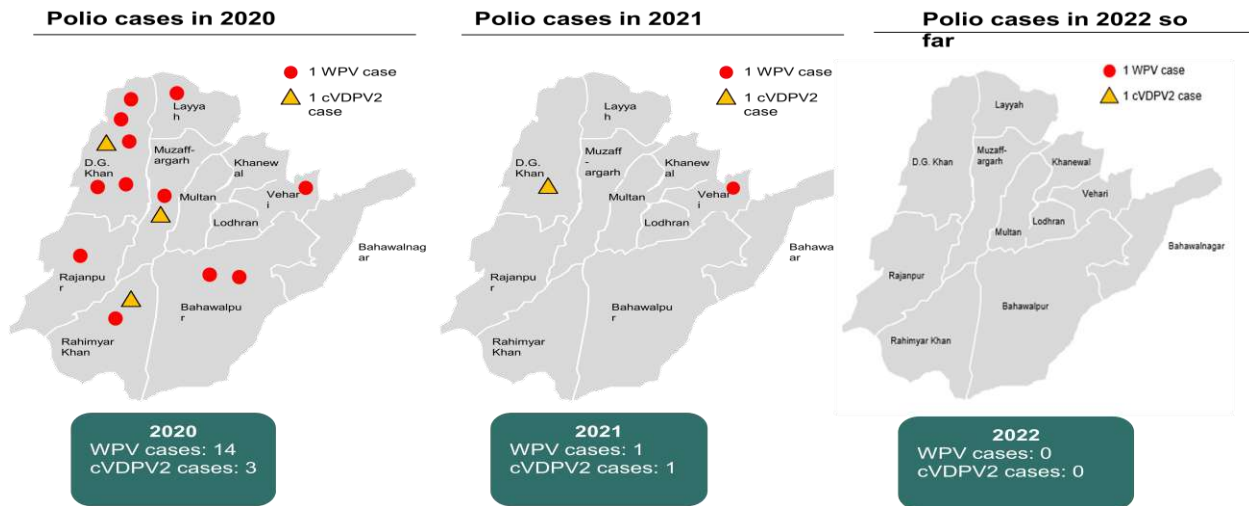 Polio cases in 2020
1 WPV case
1 cVDPV2
case
Layya
h
D.G.
Khan
Muzaff-
argarh
Khanew
al
Multan
Vehar
i
Lodhran
Bahawalnag
ar
Rajanpu
r
Bahawalpu
r
Rahimyar
Khan
2020
WPV cases: 14
cVDPV2 cases: 3
Polio cases in 2021
1 WPV case
1 cVDPV2
case
Layya
h
D.G.
Khan
Muzaff
-
argarh
Khanew
al
Multan
Vehar
i
Lodhran
Bahawa
ar
Rajanpu
r
Bahawalpu
r
Rahimyar
Khan
2021
WPV cases: 1
cVDPV2 cases: 1
Polio cases in 2022 so
far
1 WPV case
1 cVDPV2 case
Layyah
D.G. Khan
Muzaff-
argarh
Khanewal
Vehari
Lodhran
Multan
Bahawalnagar
Rajanpur
Bahawalpur
Rahimyar Khan
2022
WPV cases: 0
cVDPV2 cases: 0